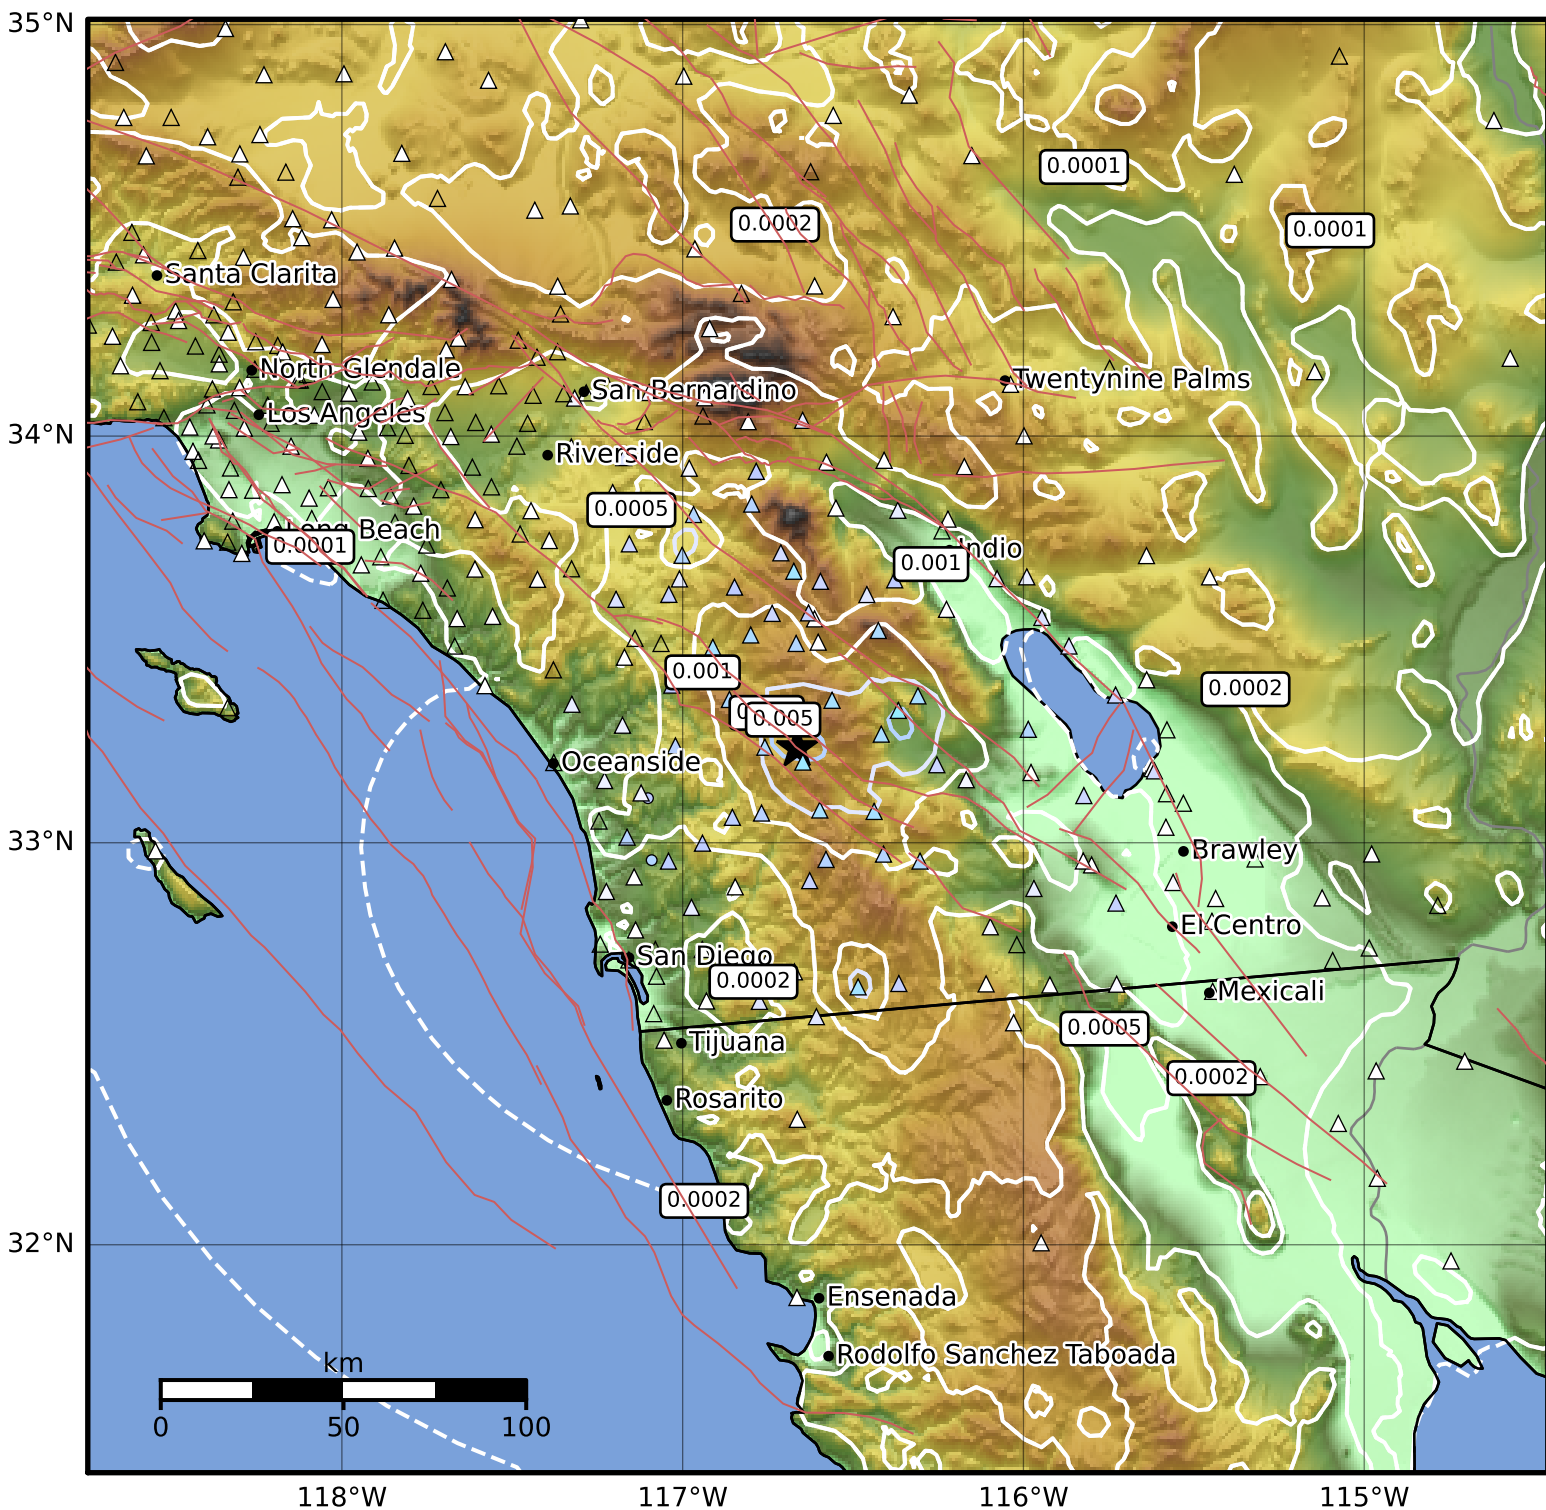 35°N
0.0001
0.0002
0.0001
Santa Clarita
North Glendale
Twentynine Palms
San Bernardino
Los Angeles
34°N
Riverside
0.0005
Long Beach
0.0001
Indio
0.001
0.001
0.0002
0.005
Oceanside
33°N
Brawley
El Centro
San Diego
0.0002
Mexicali
0.0005
Tijuana
0.0002
Rosarito
0.0002
32°N
Ensenada
Rodolfo Sanchez Taboada
km
0 50 100
118°W 117°W 116°W 115°W